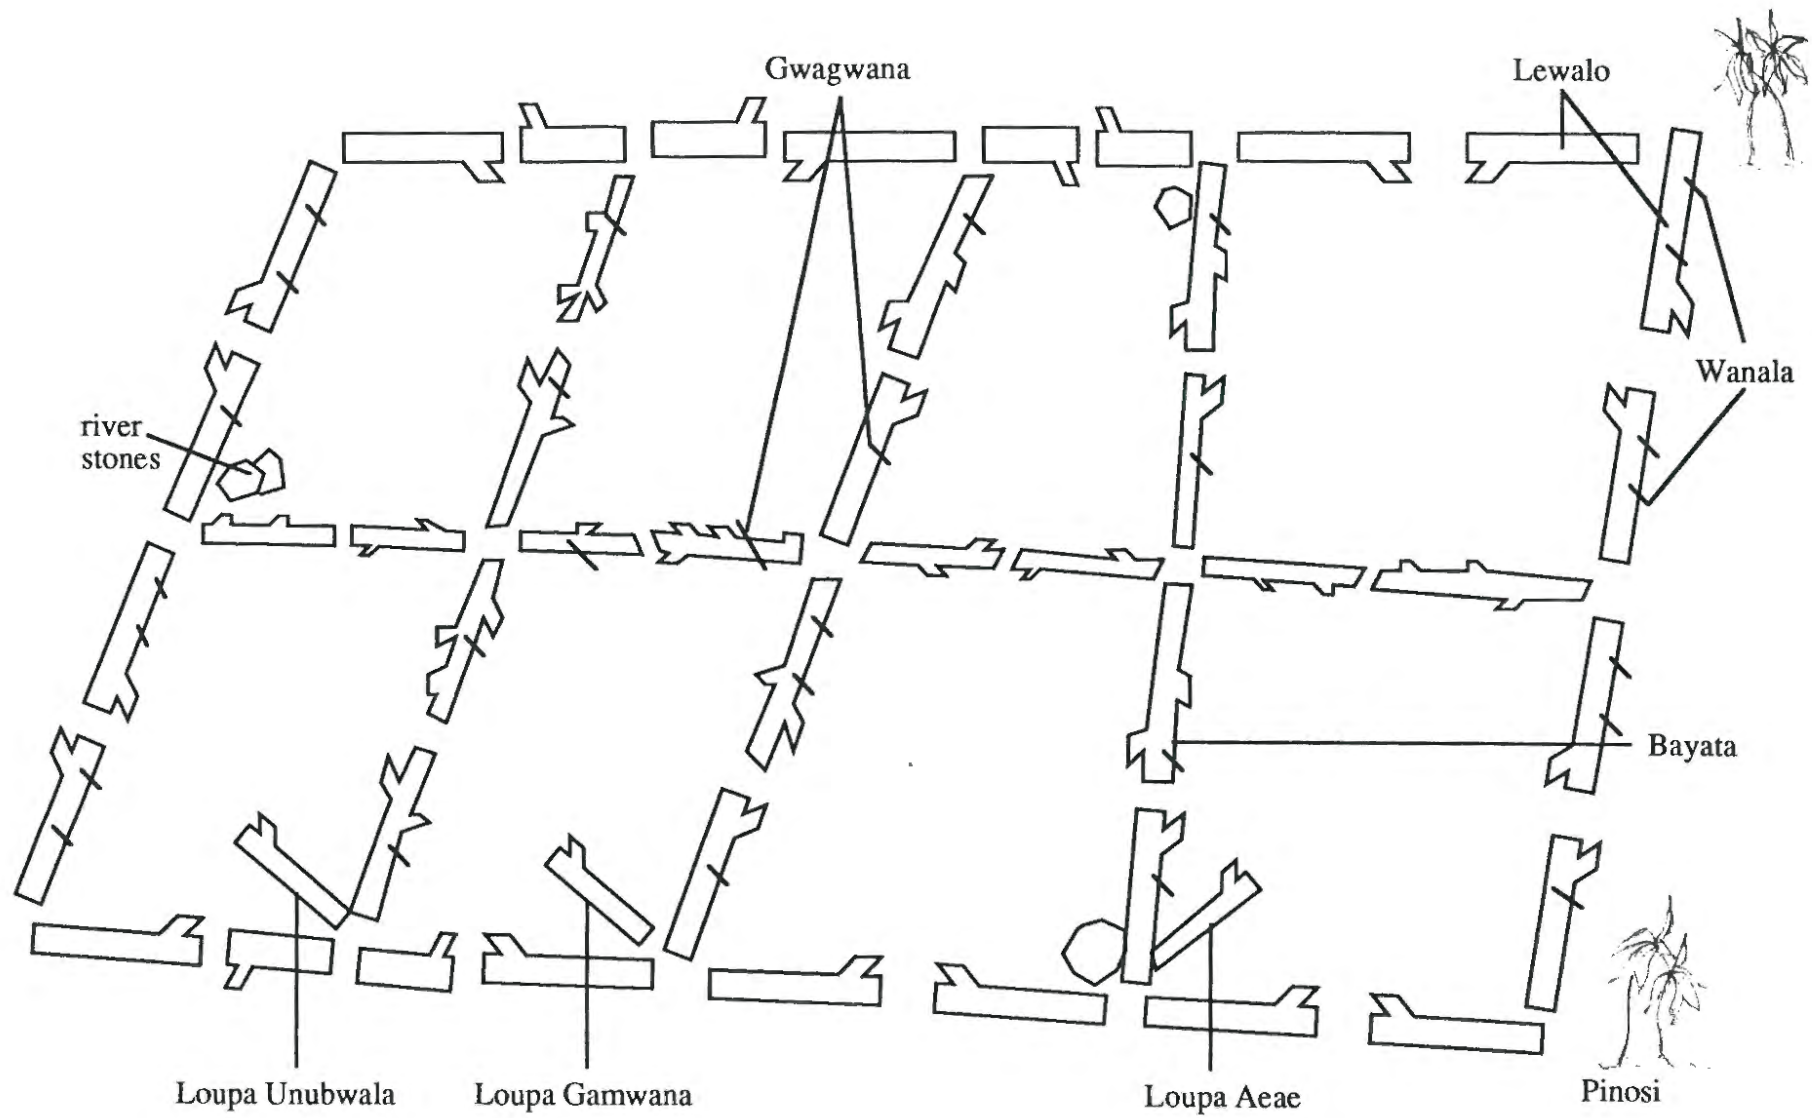 Gwagwana
Lewalo
Wanala
river
stones
Bayata
Loupa Unubwala
Loupa Gamwana
Loupa Aeae
Pinosi